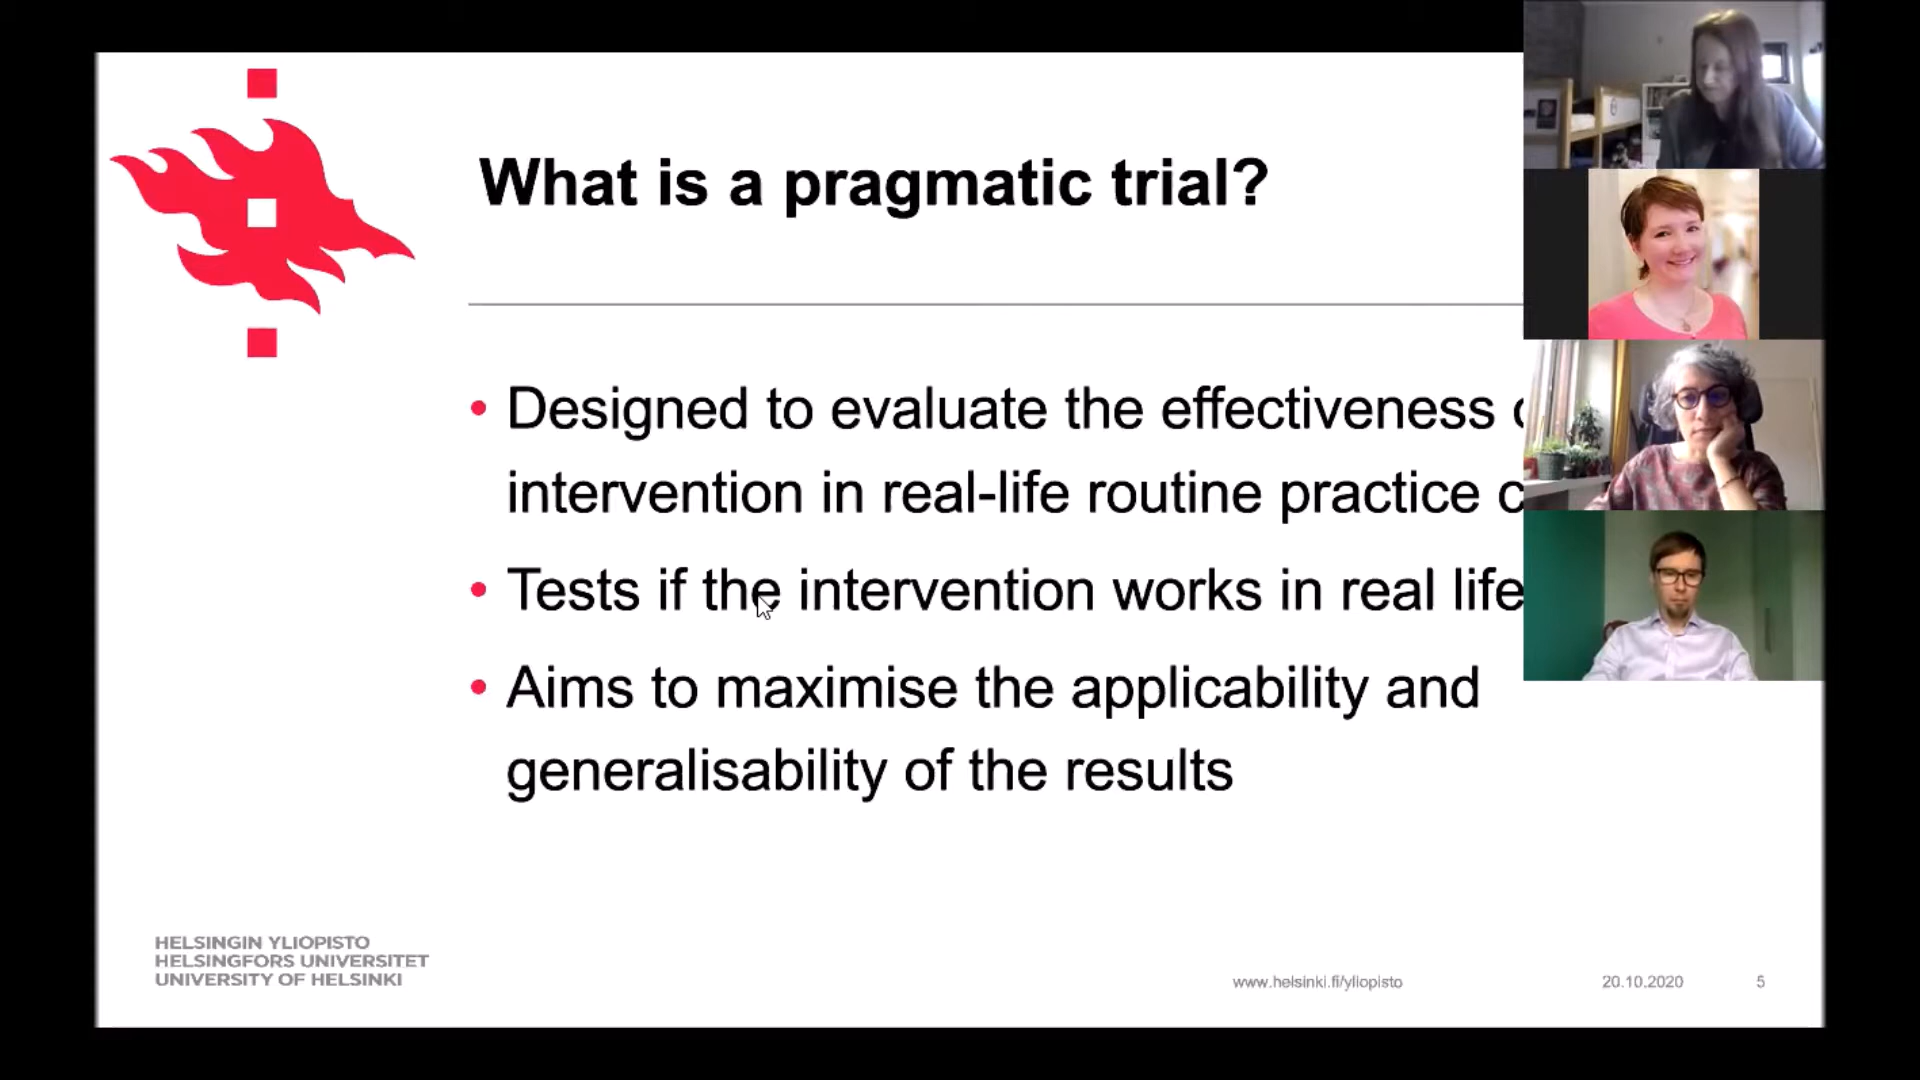 What is a pragmatic trial?
• Designed to evaluate the effectiveness
intervention in real-life routine practice
• Tests if the intervention works in real life
• Aims to maximise the applicability and
generalisability of the results
HELSINGIN YLIOPISTO
HELSINGFORS UNIVERSITET
UNIVERSITY OF HELSINKI
www.helsinki.fi/yliopisto
20.10.2020
5